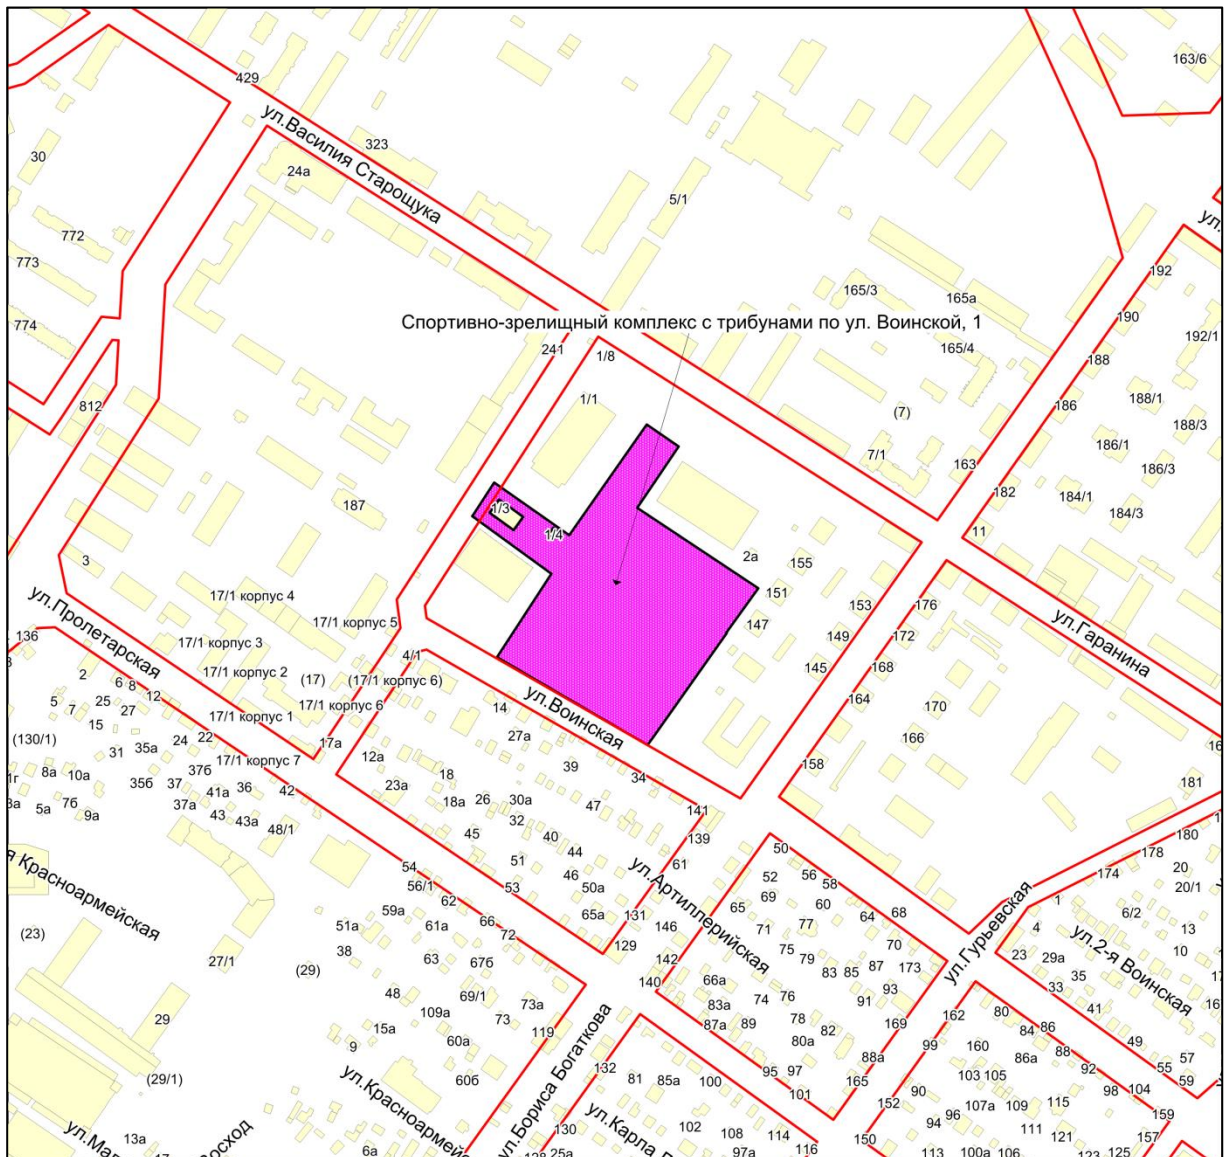 163/6
429
ул.Василия Старощука
323
30
24а
5/1
ул.
772
192
773
165/3
165а
190
774
Спортивно-зрелищный комплекс с трибунами по ул. Воинской, 1
192/1
241
1/8
165/4
188
812
1/1
(7)
186
188/1
188/3
186/1
7/1
163
186/3
187
1/3
182
184/1
184/3
1/4
11
3
2а
155
ул.Пролетарская
17/1 корпус 4
151
153
176
ул.Гаранина
136
17/1 корпус 3
17/1 корпус 5
147
149
172
4/1
145
168
2
6
8
12
17/1 корпус 2
(17)
(17/1 корпус 6)
ул.Воинская
164
170
5
7
25
27
15
17/1 корпус 1
17/1 корпус 6
14
(130/1)
31
35а
24
22
17а
27а
166
17/1 корпус 7
12а
39
158
8а
10а
35б
37
37б
41а
36
42
23а
18
34
181
5а
7б
9а
37а
43
43а
48/1
18а
26
30а
47
141
45
32
40
139
180
я Красноармейская
54
51
44
61
50
178
56/1
53
46
ул.Артиллерийская
52
56
58
174
20
20/1
62
50а
69
59а
65
60
64
68
1
6/2
(23)
51а
61а
66
65а
131
146
71
77
4
ул.2-я Воинская
13
38
72
129
75
79
70
ул.Гурьевская
23
29а
10
27/1
(29)
63
67б
142
83
85
87
173
35
140
66а
93
33
48
69/1
73а
83а
74
76
91
41
29
109а
73
87а
89
78
169
162
80
15а
119
80а
82
84
86
9
60а
99
160
88
49
57
ул.Бориса Богаткова
132
95
97
88а
86а
92
55
(29/1)
60б
81
85а
100
101
165
103
105
98
104
59
ул.Красноармей
152
90
107а
109
115
159
ул.Карла
96
94
111
157
130
102
108
114
150
121
13а
6а
25а
97а
116
113
100а
106
123
125